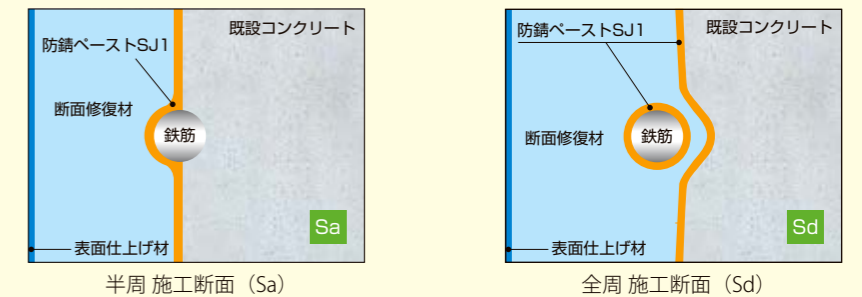 既設コンクリート
防錆ペーストSJ1
断面修復材
鉄筋
Sa
表面仕上げ材
半周 施工断面（Sa）
防錆ペーストSJ1
既設コンクリート
断面修復材
鉄筋
Sd
表面仕上げ材
全周 施工断面（Sd）